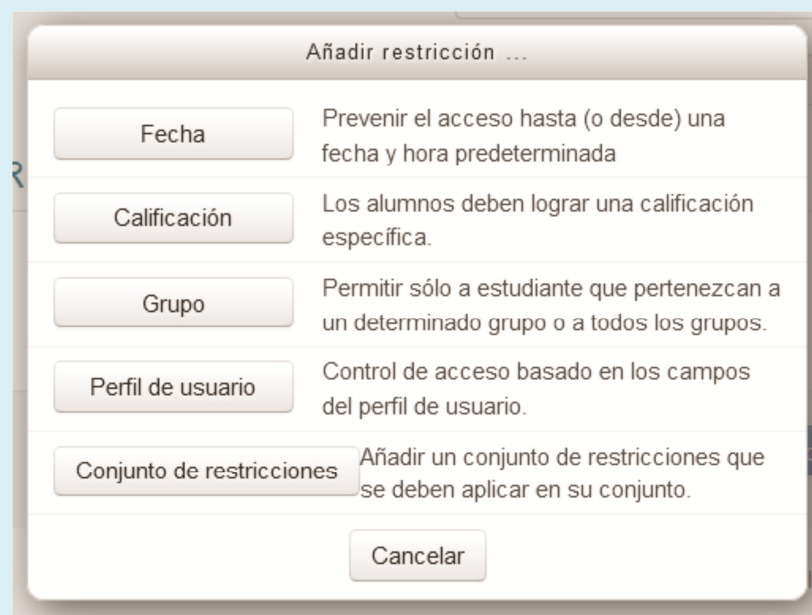 Añadir restricción ...
Fecha
Prevenir el acceso hasta (o desde) una
fecha y hora predeterminada
Calificación
Los alumnos deben lograr una calificación
específica.
Grupo
Permitir sólo a estudiante que pertenezcan a
un determinado grupo o a todos los grupos.
Perfil de usuario
Control de acceso basado en los campos
del perfil de usuario.
Conjunto de restricciones
Añadir un conjunto de restricciones que
se deben aplicar en su conjunto.
Cancelar